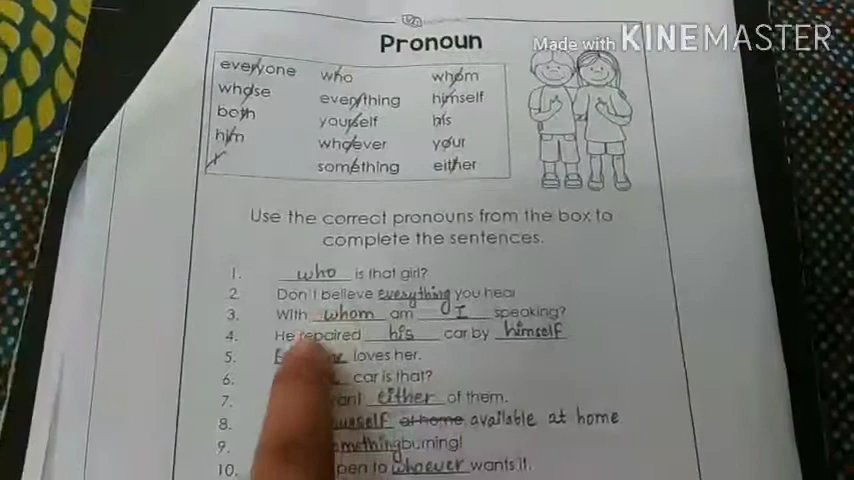 Made with KINEMASTER
Pronoun
everyone who whom
whose everything himself
both yourself his
him whoever your
I something either
Use the correct pronouns from the box to
complete the sentences.
1. who is that girl?
2. Don't believe everything you hear
3. With whom am I speaking?
4. He repaired his car by himself
5. loves her.
6. car is that?
7. either of them.
8. available at home
9. something burning!
10. to whoever wants it.